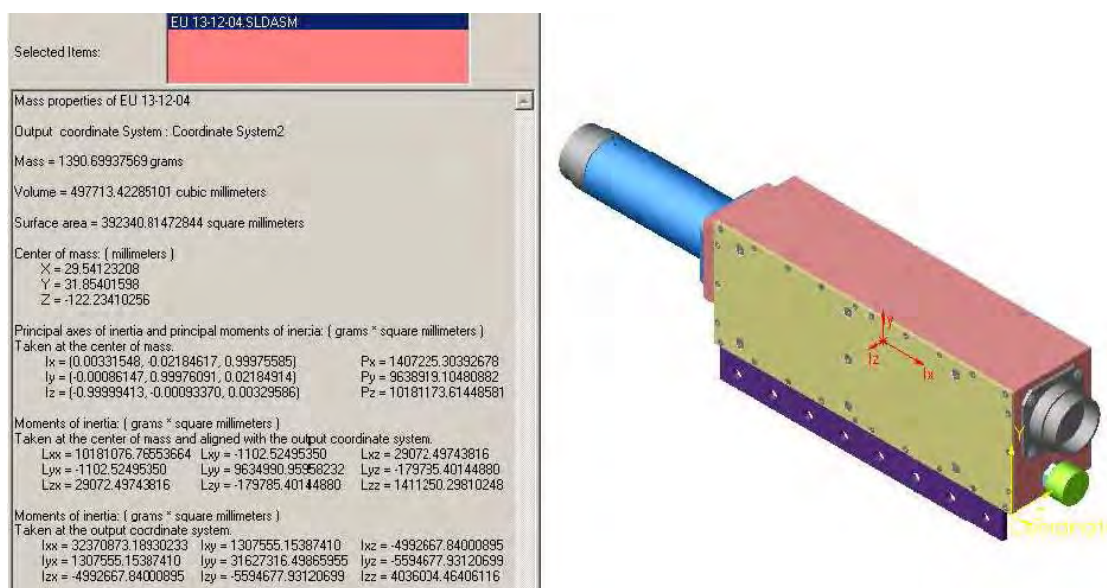 EU 13-12-04.SLDASM
Selected Items:
Mass properties of EU 13-12-04
Output coordinate System : Coordinate System2
Mass = 1390.69937569 grams
Volume = 497713.42285101 cubic millimeters
Surface area = 392340.81472844 square millimeters
Center of mass: ( millimeters )
X = 29.54123208
Y = 31.85401598
Z = -122.23410256
Principal axes of inertia and principal moments of inertia: ( grams * square millimeters )
Taken at the center of mass.
Ix = (0.00331548, -0.02184617, 0.99975585) Px = 1407225.30392678
Iy = (-0.00086147, 0.99976091, 0.02184914) Py = 9638919.10480882
Iz = (-0.99999413, -0.00093370, 0.00329586) Pz = 10181173.61448581
Moments of inertia: ( grams * square millimeters )
Taken at the center of mass and aligned with the output coordinate system.
Lxx = 10181076.76553664 Lxy = -1102.52495350 Lxz = 29072.49743816
Lyx = -1102.52495350 Lyy = 9634990.95958232 Lyz = -179785.40144880
Lzx = 29072.49743816 Lzy = -179785.40144880 Lzz = 1411250.29810248
Moments of inertia: ( grams * square millimeters )
Taken at the output coordinate system.
Ixx = 32370873.18930233 Ixy = 1307555.15387410 Ixz = -4992667.84000895
Iyx = 1307555.15387410 Iyy = 31627316.49865955 Iyz = -5594677.93120699
Izx = -4992667.84000895 Izy = -5594677.93120699 Izz = 4036034.46406116
Iy
Iz
Ix
Y